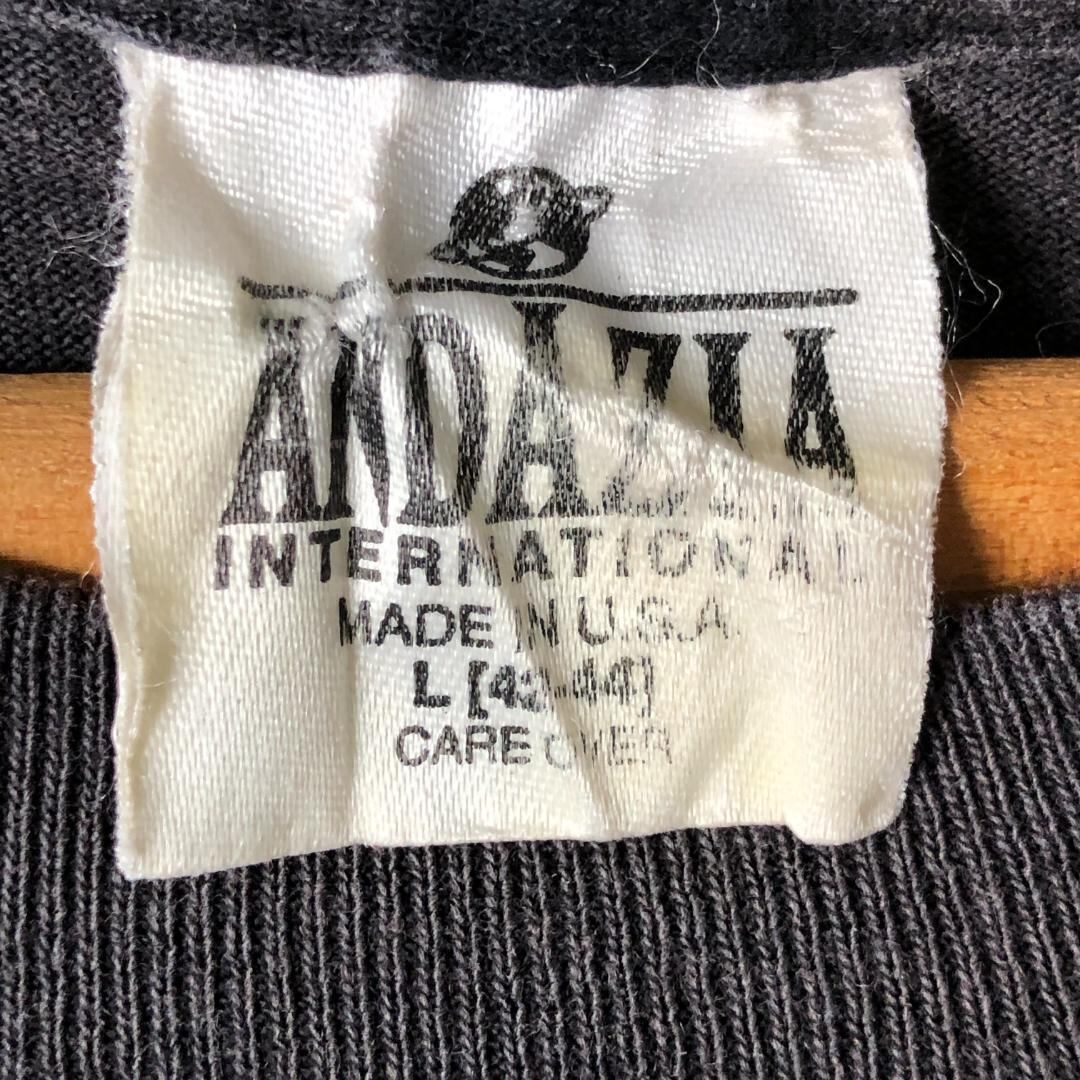 ANDAZIA
INTERNATIONAL
MADE IN U.S.A.
L [42-44]
CARE OVER